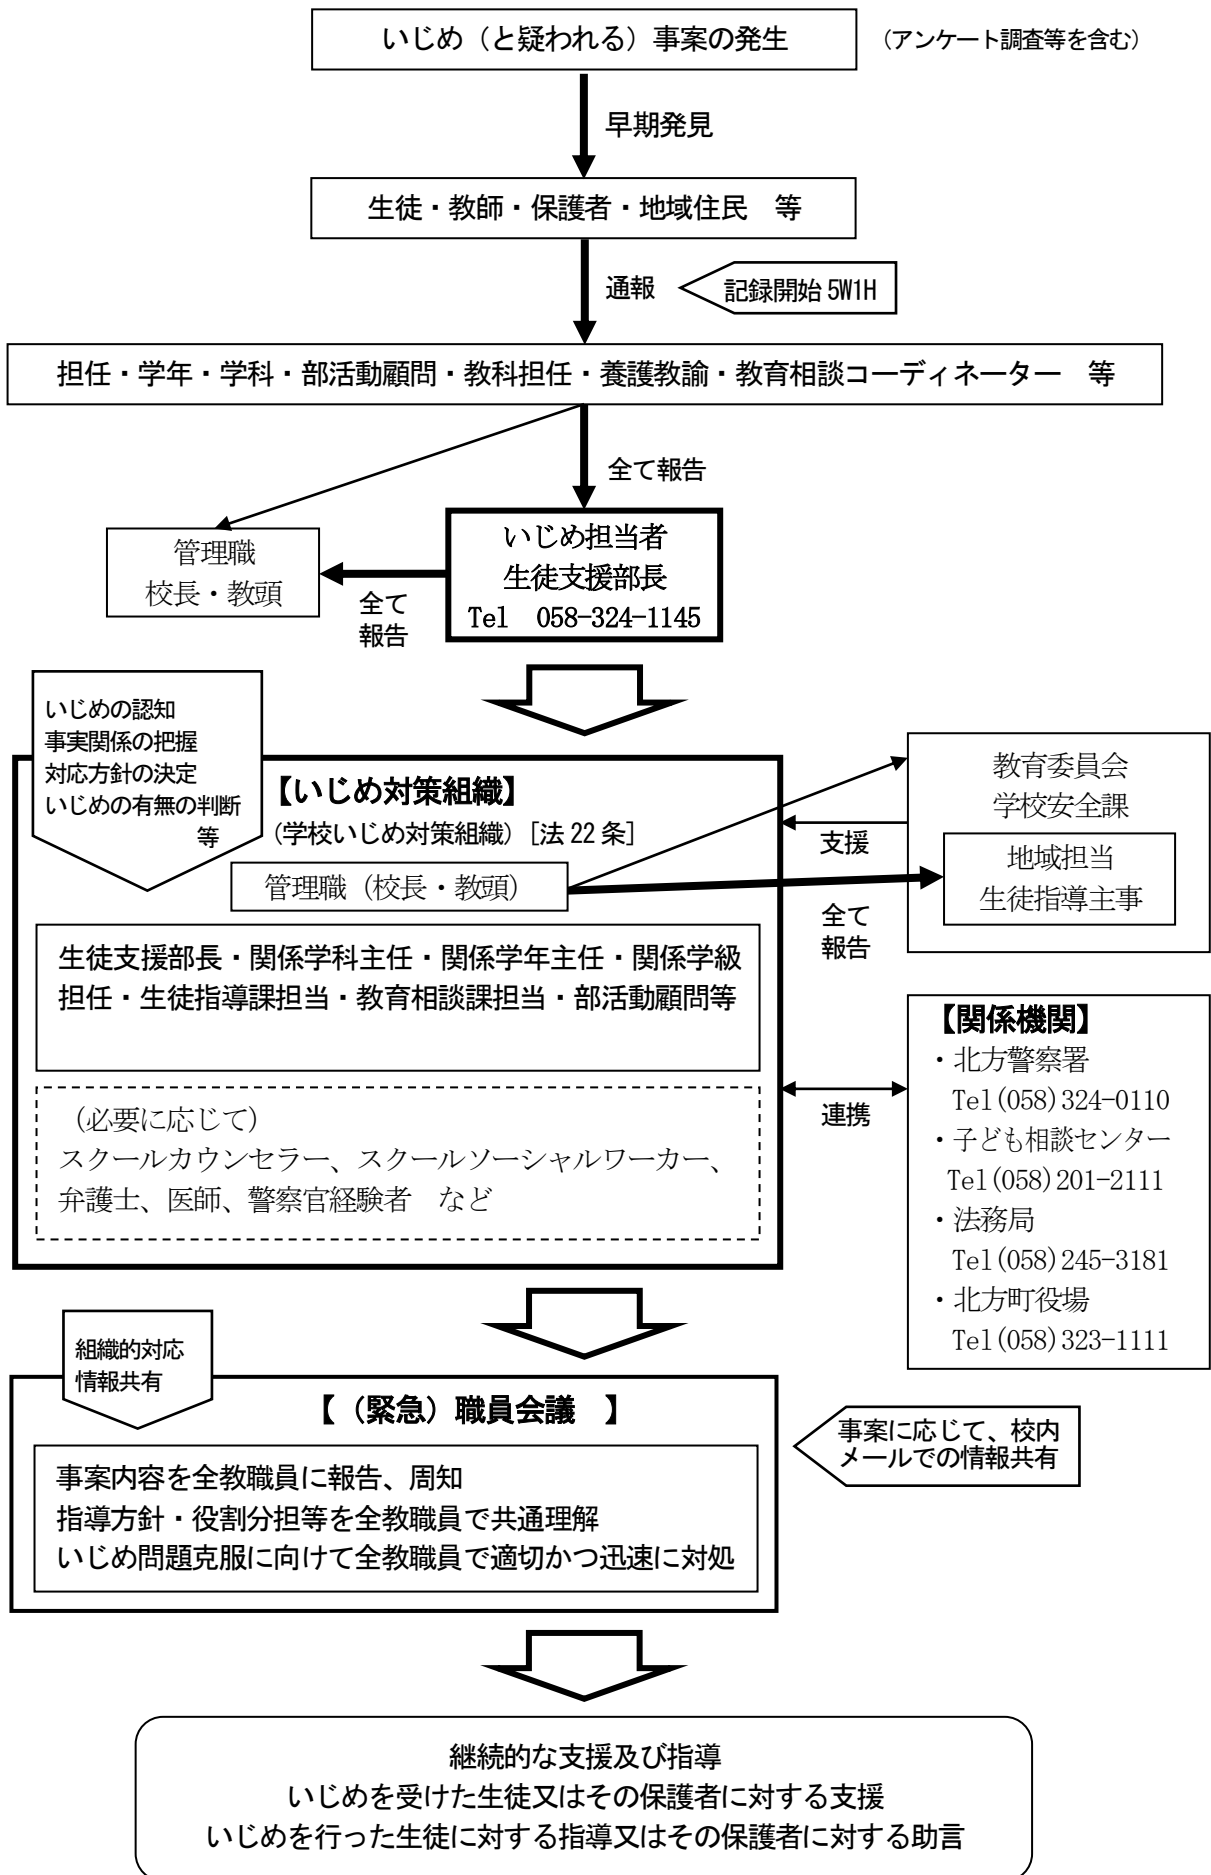 いじめ（と疑われる）事案の発生
（アンケート調査等を含む）
早期発見
生徒・教師・保護者・地域住民　等
通報
記録開始 5W1H
担任・学年・学科・部活動顧問・教科担任・養護教諭・教育相談コーディネーター　等
全て報告
管理職
校長・教頭
全て
報告
いじめ担当者
生徒支援部長
Tel　058-324-1145
いじめの認知
事実関係の把握
対応方針の決定
いじめの有無の判断
等
【いじめ対策組織】
（学校いじめ対策組織）［法 22 条］
管理職（校長・教頭）
生徒支援部長・関係学科主任・関係学年主任・関係学級
担任・生徒指導課担当・教育相談課担当・部活動顧問等
（必要に応じて）
スクールカウンセラー、スクールソーシャルワーカー、
弁護士、医師、警察官経験者　など
教育委員会
学校安全課
支援
地域担当
生徒指導主事
全て
報告
連携
【関係機関】
・北方警察署
Tel(058)324-0110
・子ども相談センター
Tel(058)201-2111
・法務局
Tel(058)245-3181
・北方町役場
Tel(058)323-1111
組織的対応
情報共有
【（緊急）職員会議　】
事案内容を全教職員に報告、周知
指導方針・役割分担等を全教職員で共通理解
いじめ問題克服に向けて全教職員で適切かつ迅速に対処
事案に応じて、校内
メールでの情報共有
継続的な支援及び指導
いじめを受けた生徒又はその保護者に対する支援
いじめを行った生徒に対する指導又はその保護者に対する助言